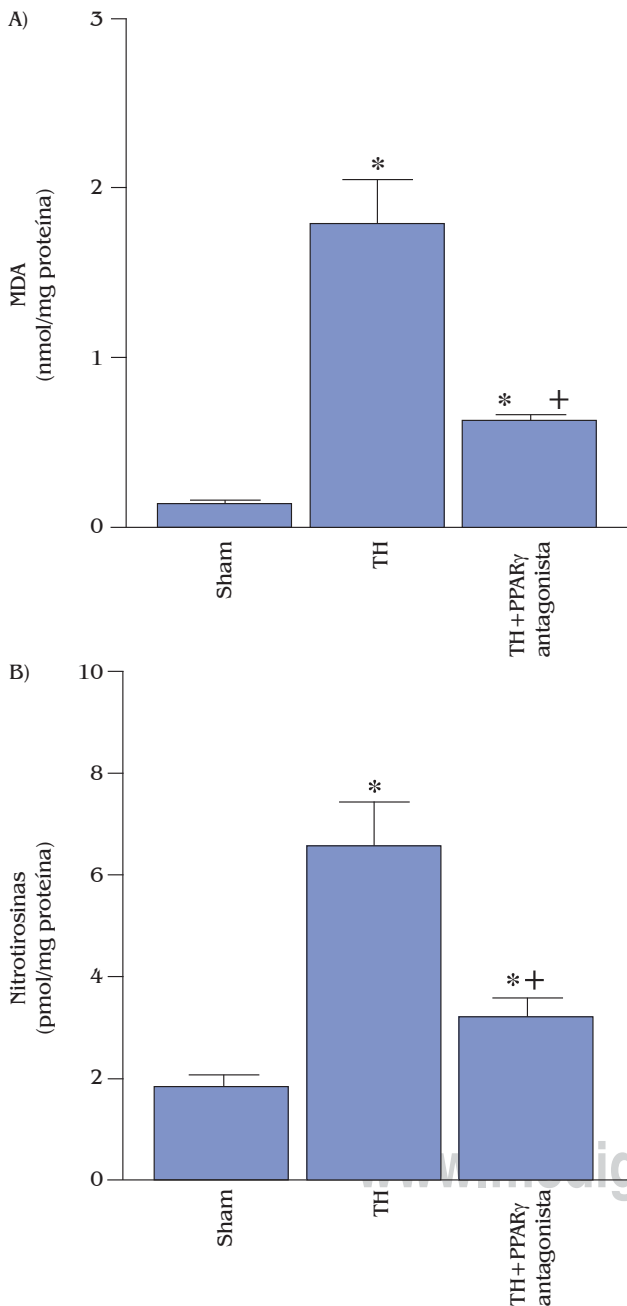 A)
MDA
(nmol/mg proteína)
3
2
1
0
*
* +
Sham
TH
TH+PPARγ
antagonista
B)
Nitrotirosinas
(pmol/mg proteína)
10
8
6
4
2
0
*
*+
Sham
TH
TH+PPARγ
antagonista